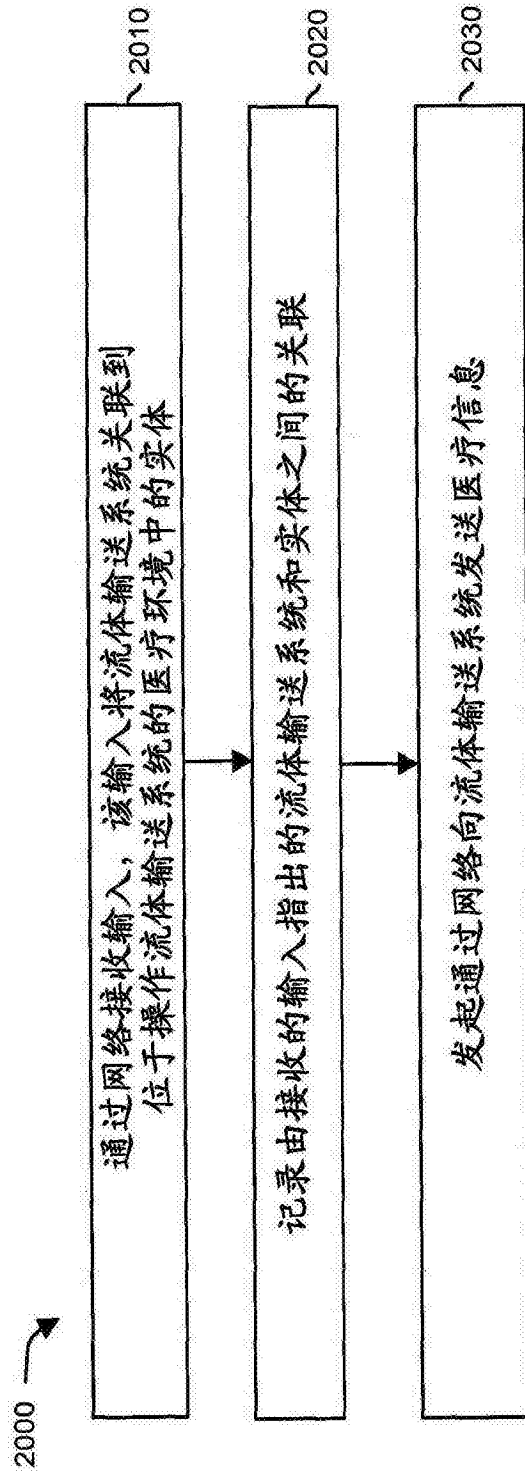 2000
通过网络接收输入，该输入将流体输送系统关联到
位于操作流体输送系统的医疗环境中的实体
2010
记录由接收的输入指出的流体输送系统和实体之间的关联
2020
发起通过网络向流体输送系统发送医疗信息
2030